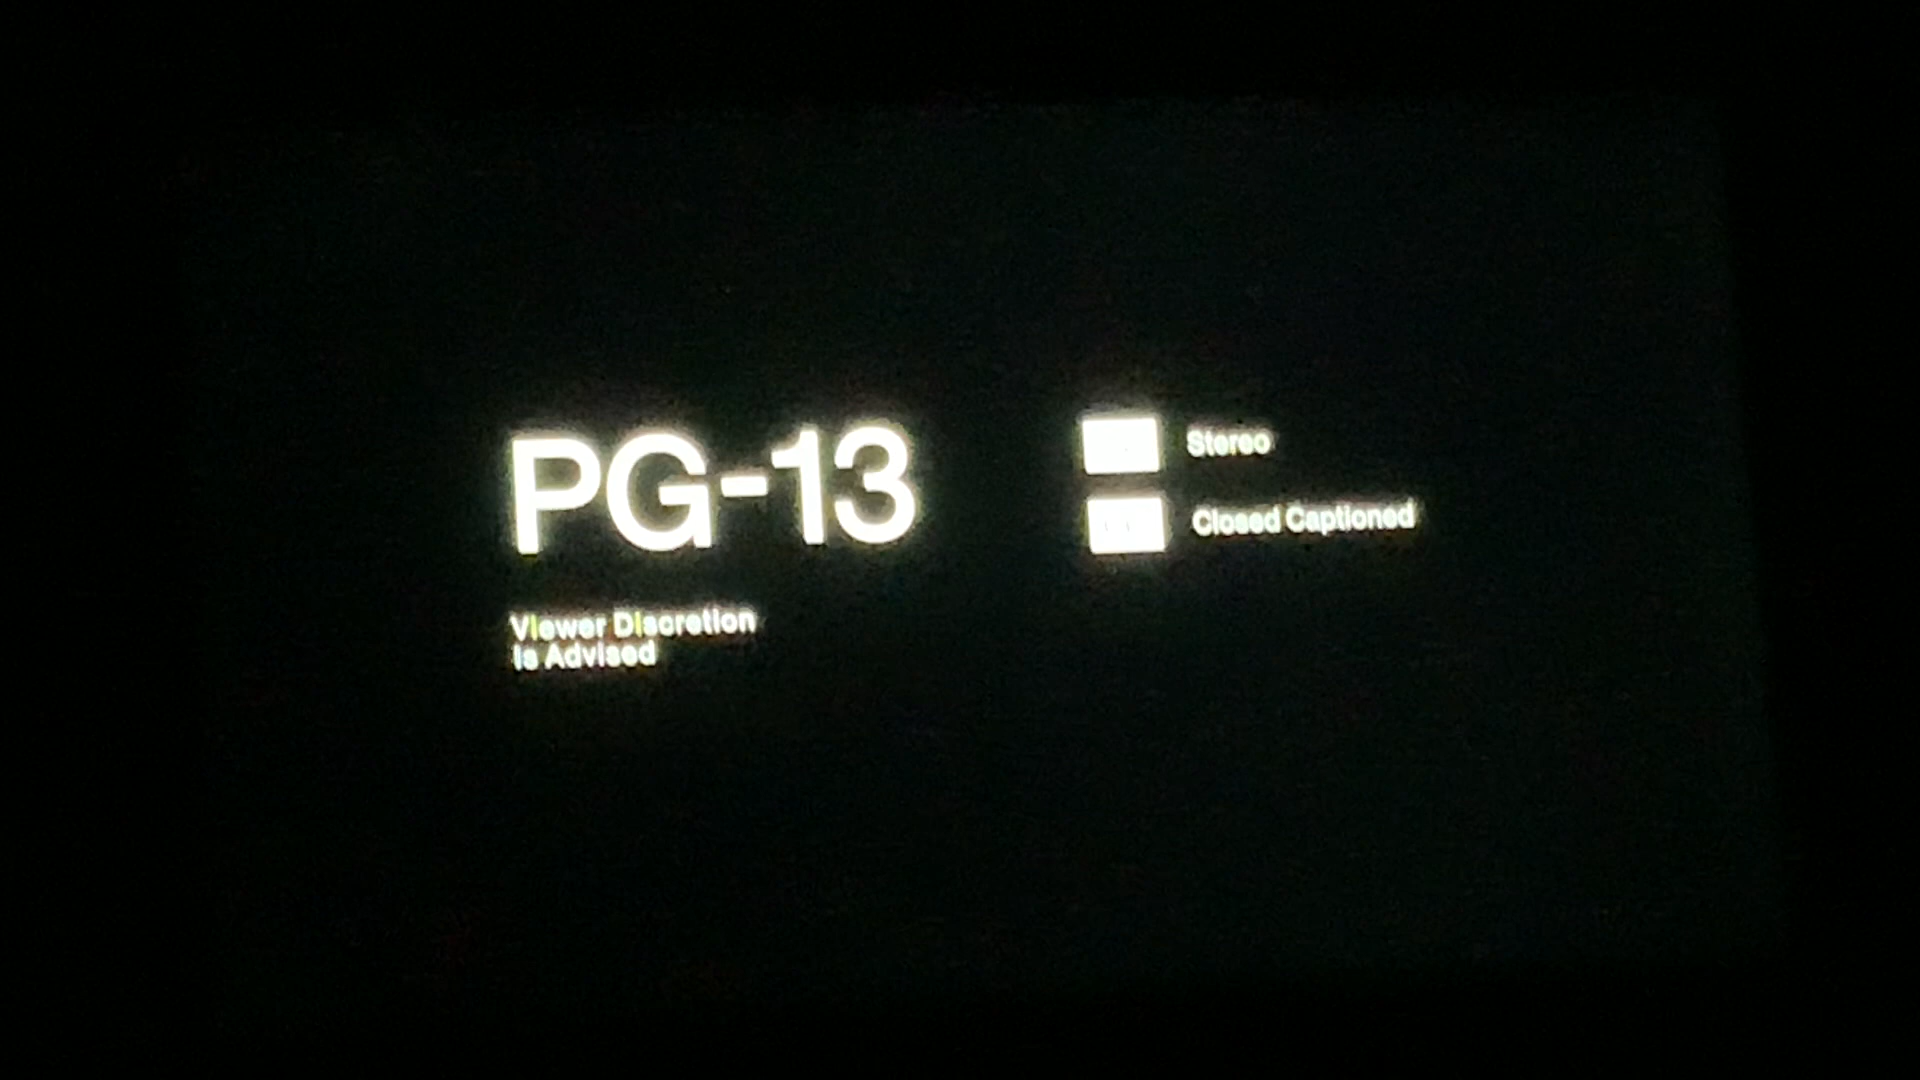 PG-13
Viewer Discretion
Is Advised
Stereo
Closed Captioned